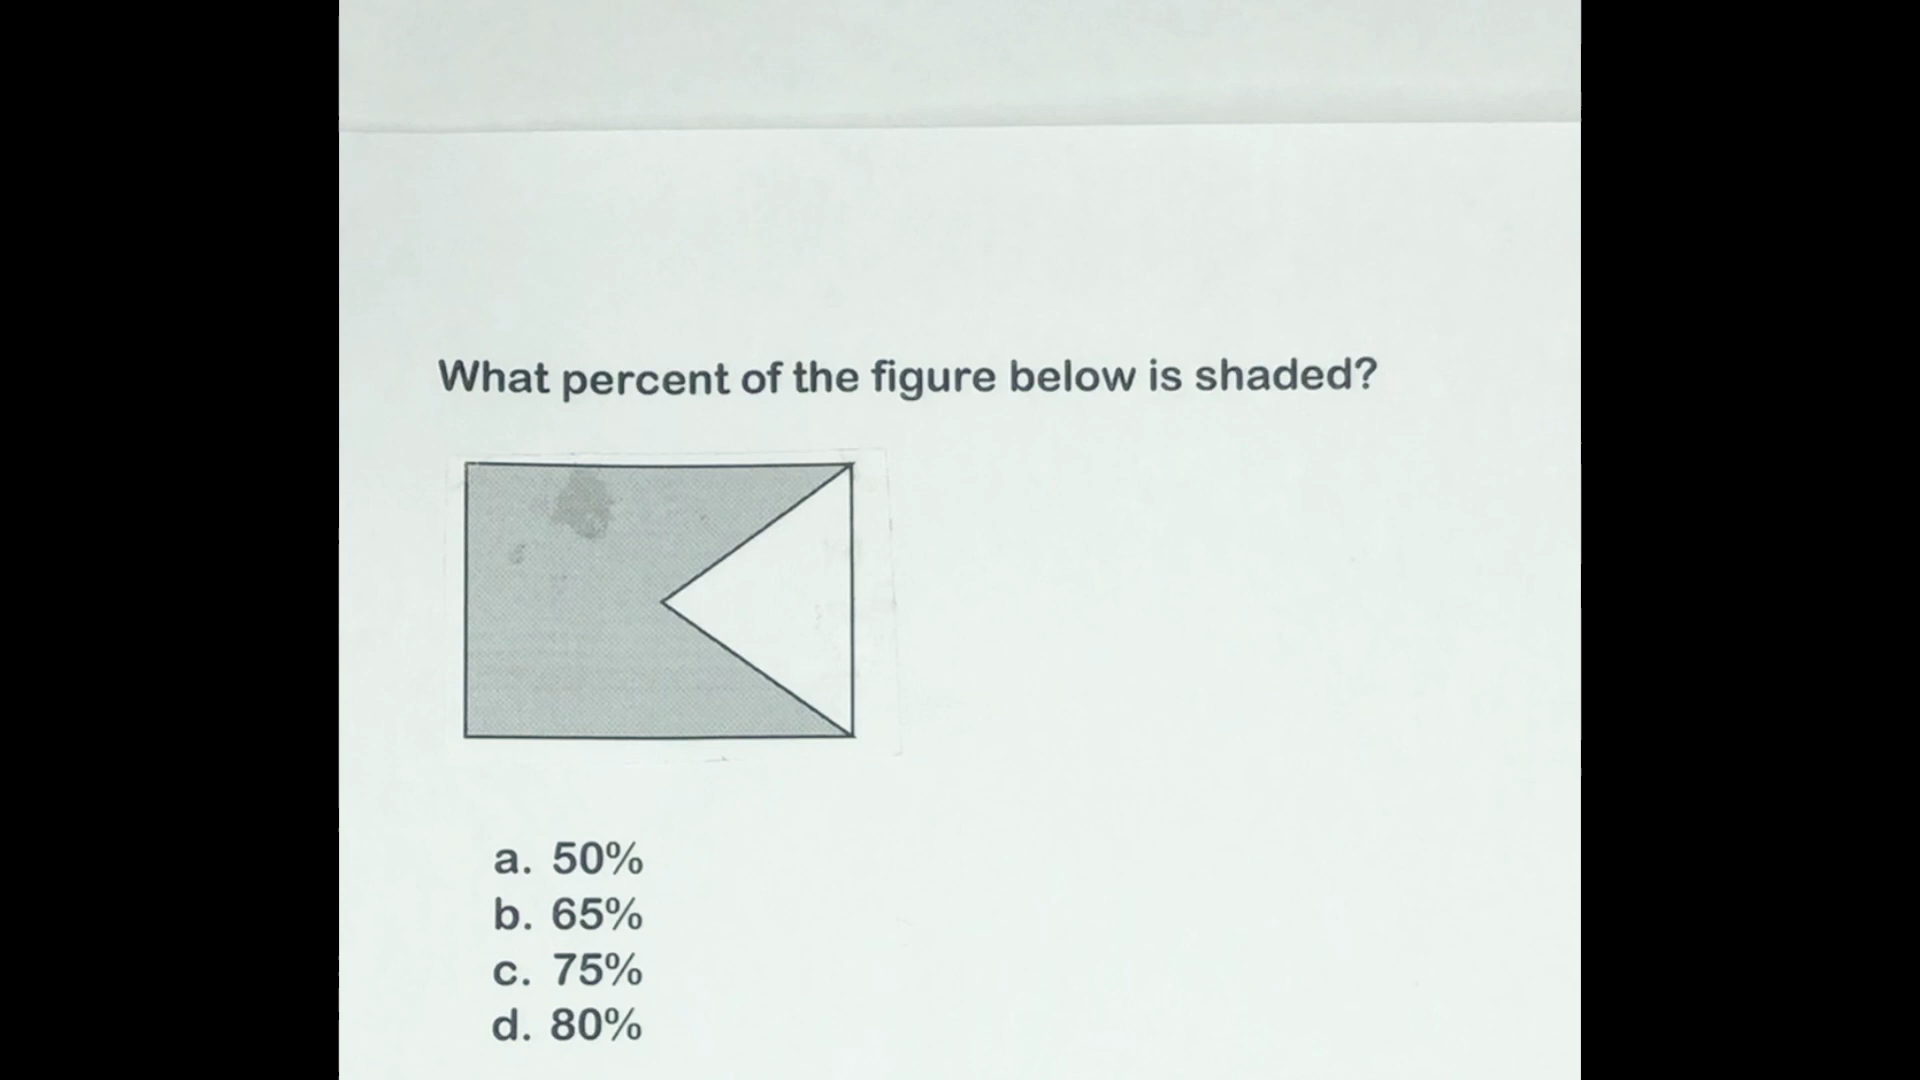 What percent of the figure below is shaded?
a. 50%
b. 65%
c. 75%
d. 80%